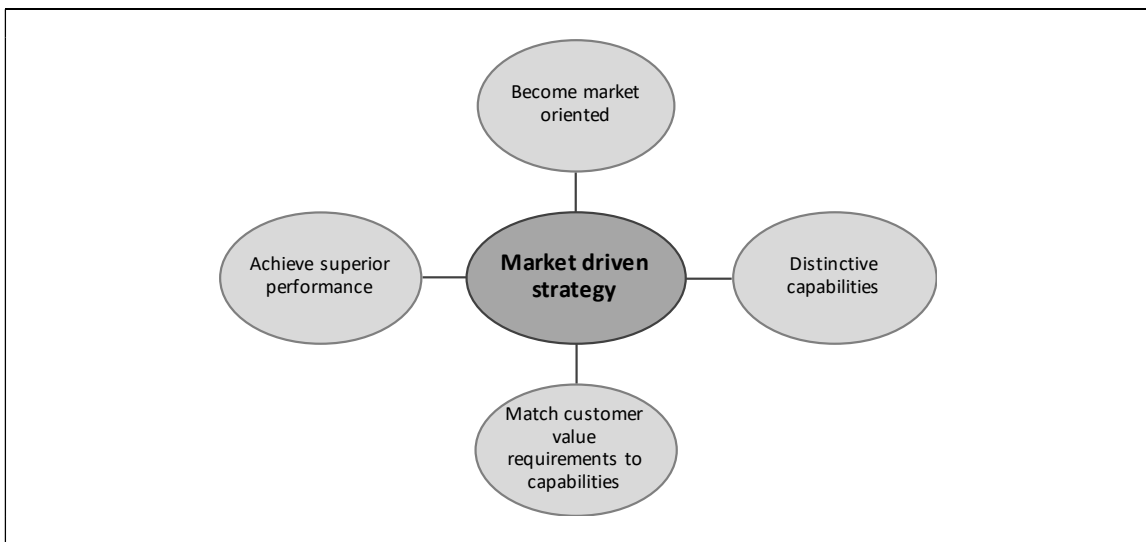 Become market
oriented
Achieve superior
performance
Market driven
strategy
Distinctive
capabilities
Match customer
value
requirements to
capabilities